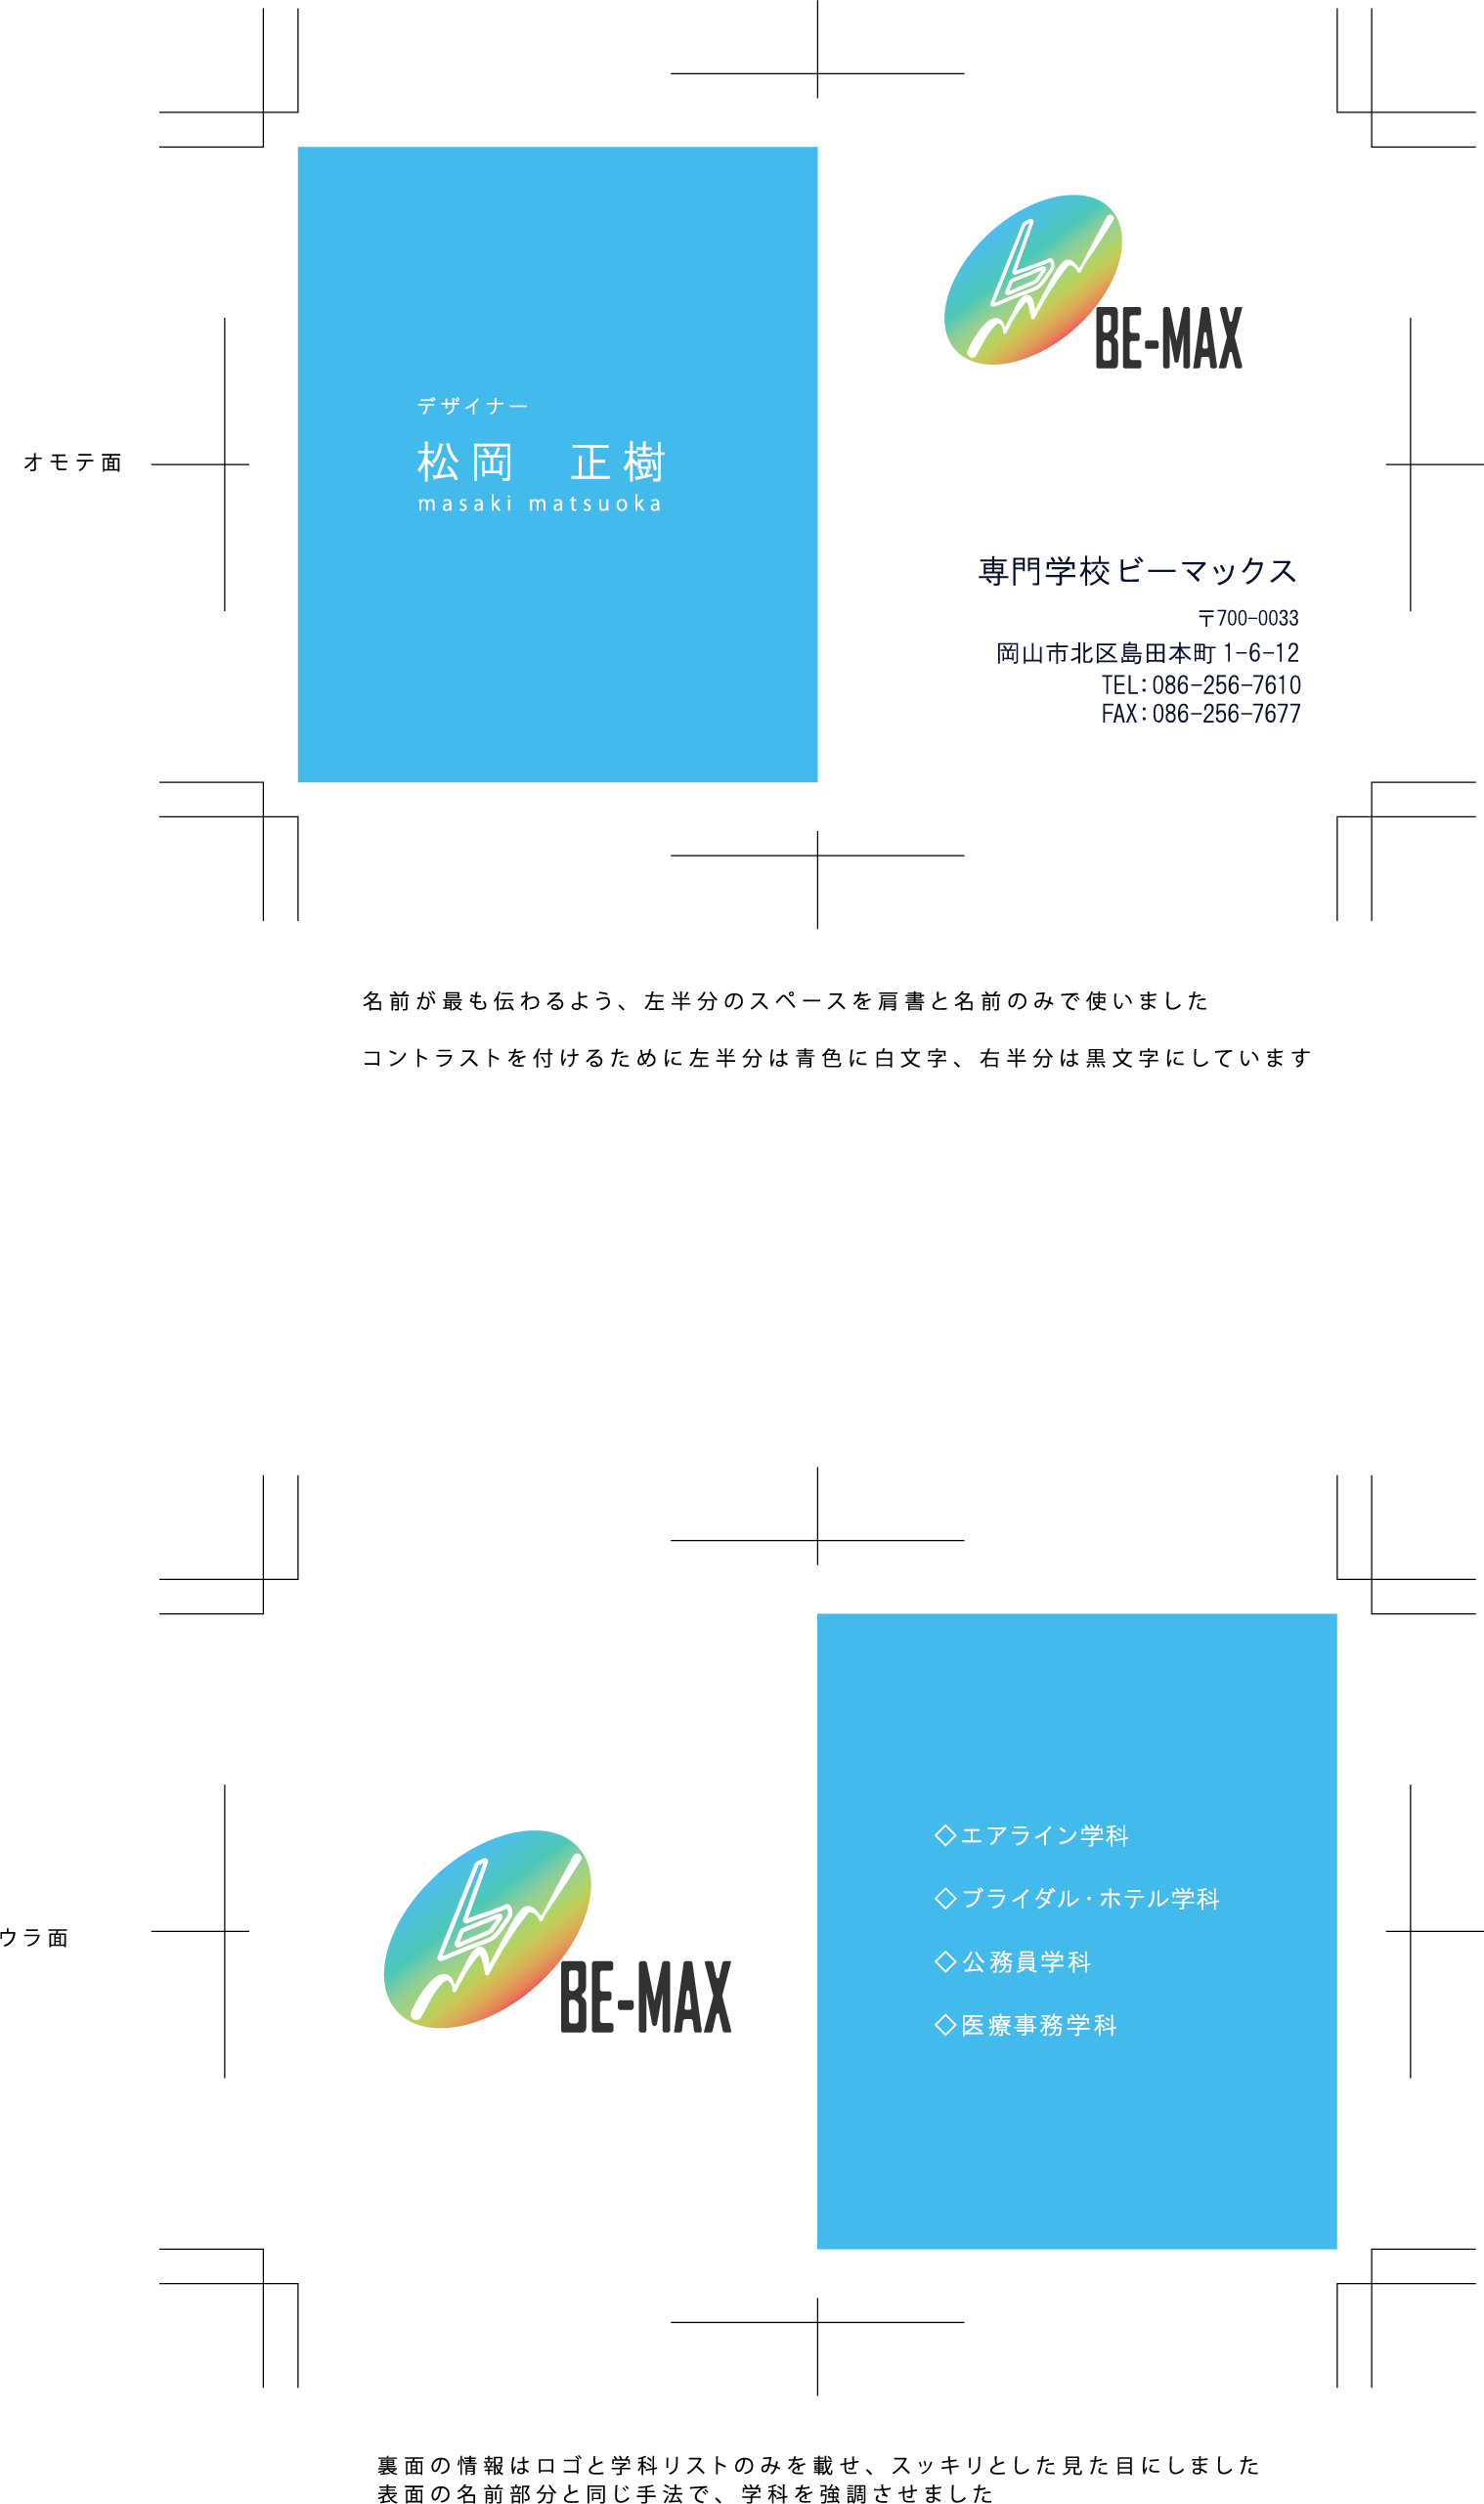 オモテ面
デザイナー
松岡　正樹
masaki matsuoka
BE-MAX
専門学校ビーマックス
〒700-0033
岡山市北区島田本町 1-6-12
TEL：086-256-7610
FAX：086-256-7677
名前が最も伝わるよう、左半分のスペースを肩書と名前のみで使いました
コントラストを付けるために左半分は青色に白文字、右半分は黒文字にしています
ウラ面
BE-MAX
◇エアライン学科
◇ブライダル・ホテル学科
◇公務員学科
◇医療事務学科
裏面の情報はロゴと学科リストのみを載せ、スッキリとした見た目にしました
表面の名前部分と同じ手法で、学科を強調させました